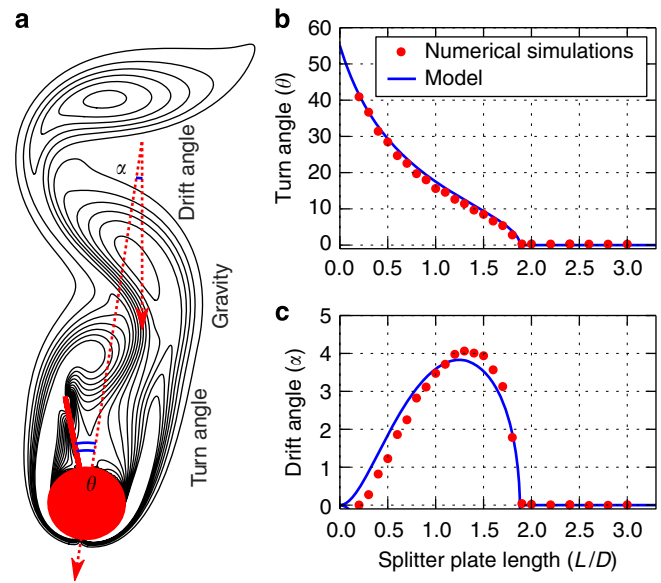 a
α
Drift angle
Gravity
Turn angle
θ
b
60
50
40
30
20
10
0
Turn angle (θ)
Numerical simulations
Model
0.0 0.5 1.0 1.5 2.0 2.5 3.0
c
5
4
3
2
1
0
Drift angle (α)
0.0 0.5 1.0 1.5 2.0 2.5 3.0
Splitter plate length (L/D)